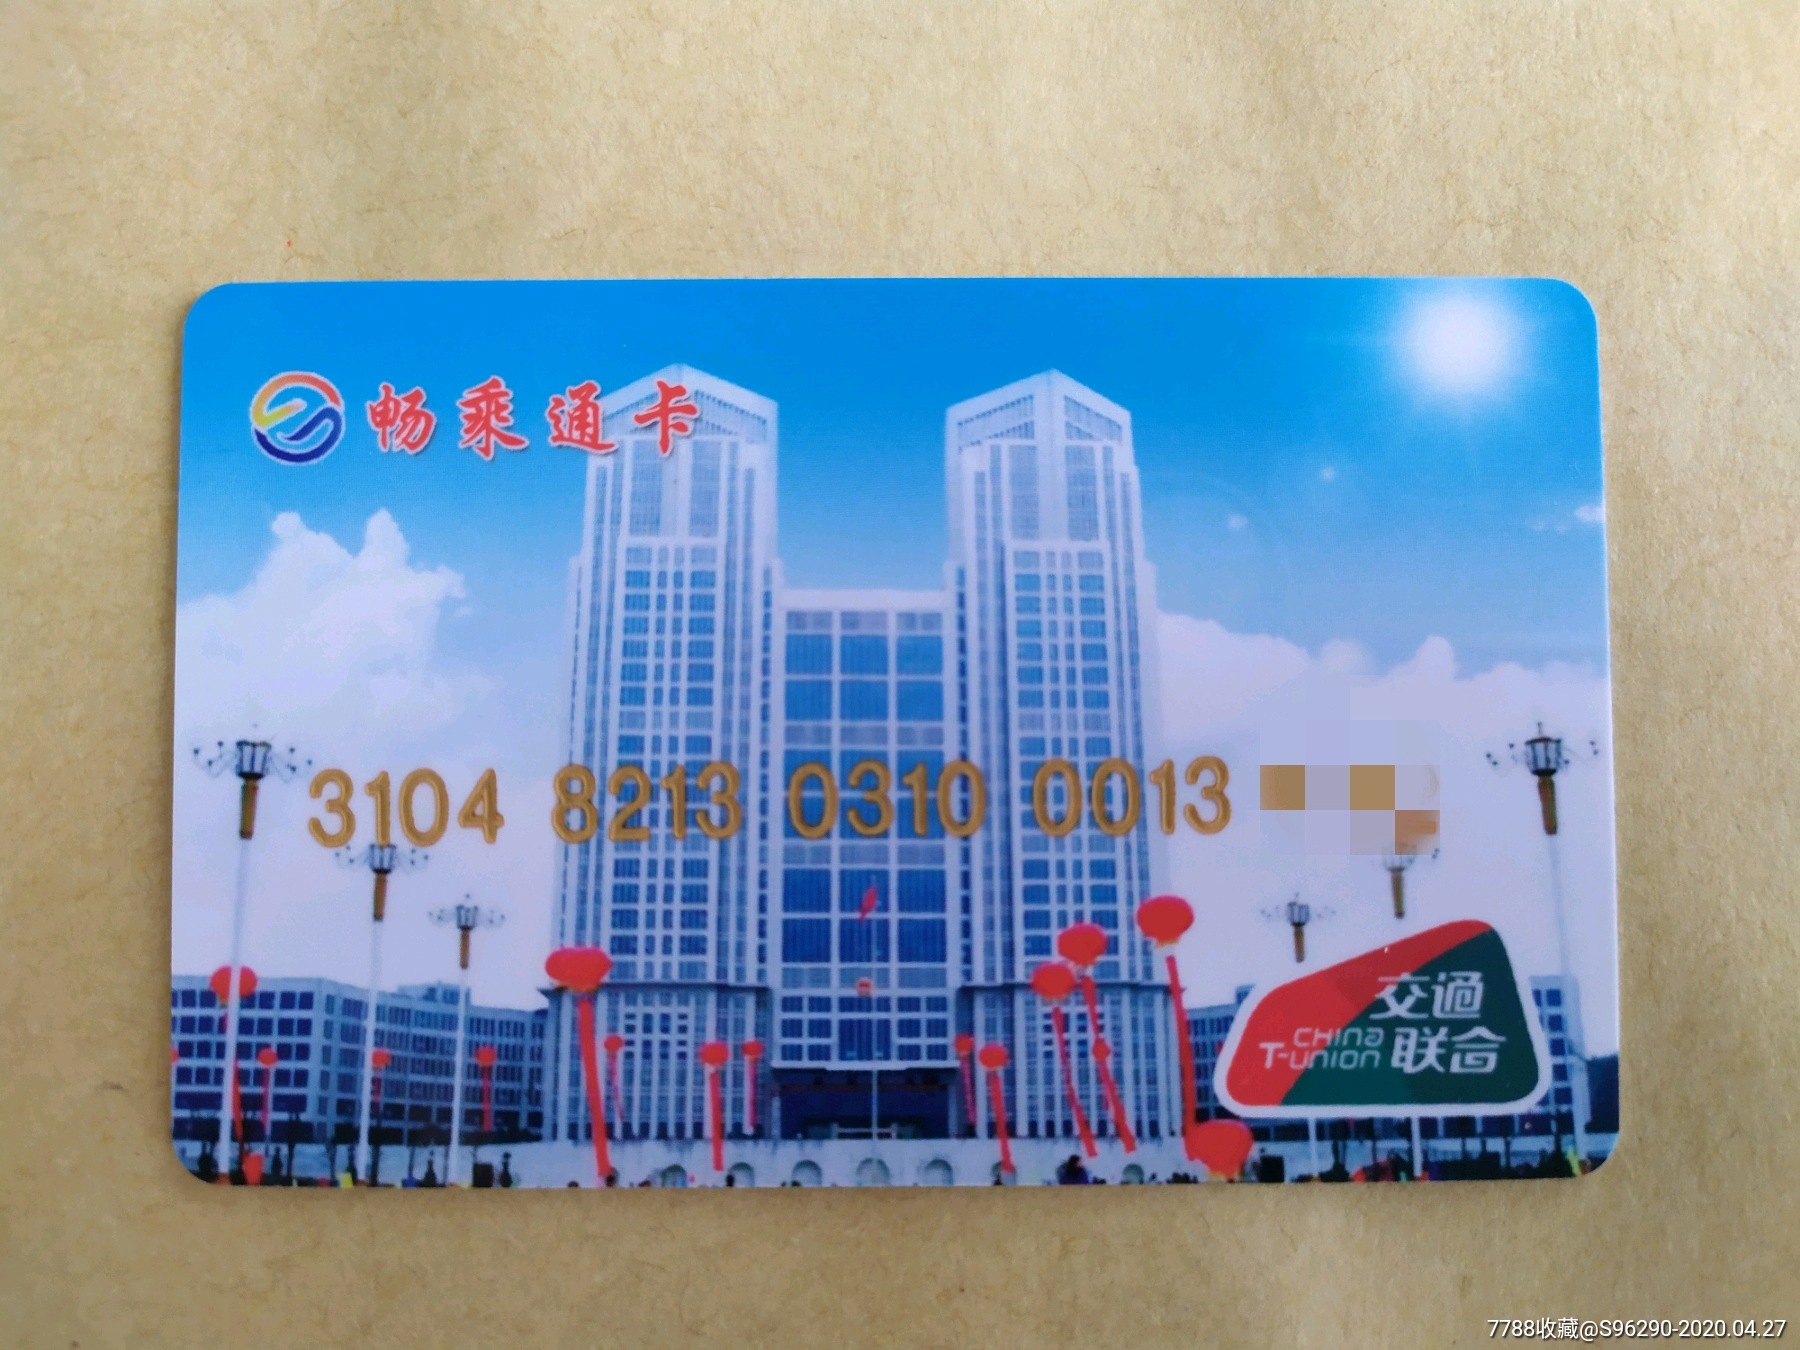 畅乘通卡
3104 8213 0310 0013
交通
CHINA
T-UNION 联合
7788收藏@S96290-2020.04.27